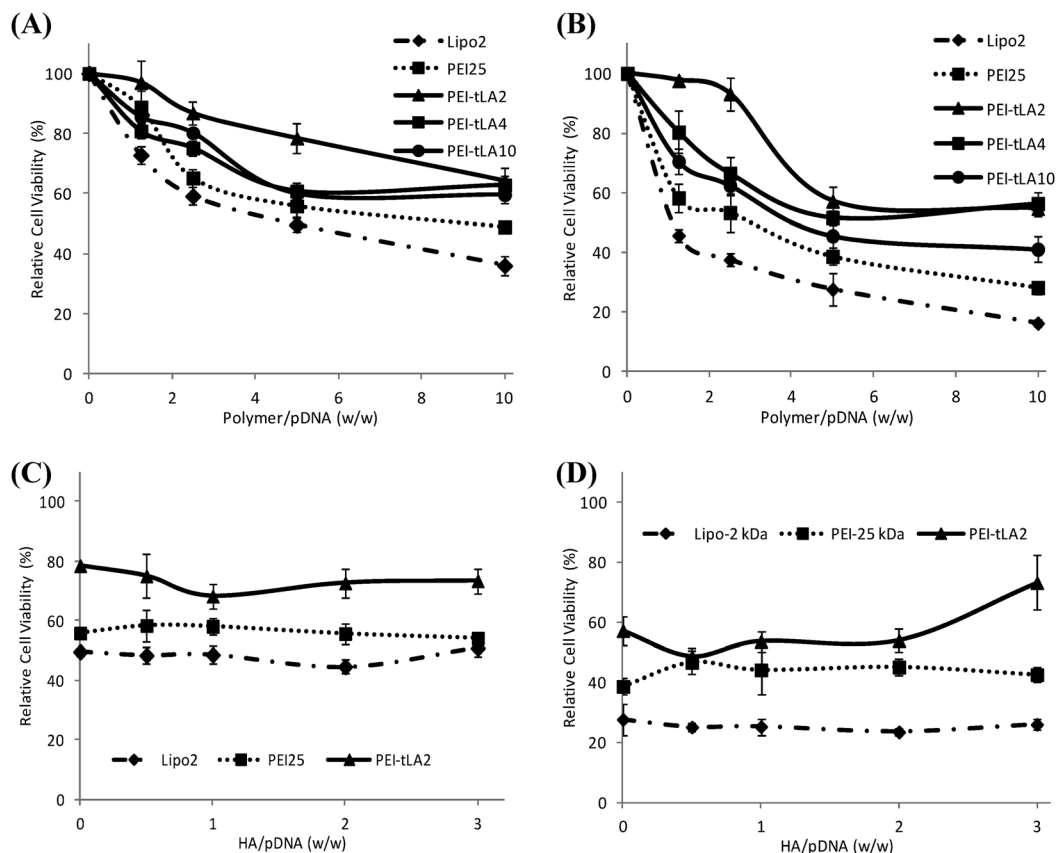 (A)
Lipo2
PEI25
PEI-tLA2
PEI-tLA4
PEI-tLA10
Relative Cell Viability (%)
100
80
60
40
20
0
0 2 4 6 8 10
Polymer/pDNA (w/w)
(B)
Lipo2
PEI25
PEI-tLA2
PEI-tLA4
PEI-tLA10
Relative Cell Viability (%)
100
80
60
40
20
0
0 2 4 6 8 10
Polymer/pDNA (w/w)
(C)
Relative Cell Viability (%)
100
80
60
40
20
0
Lipo2 PEI25 PEI-tLA2
0 1 2 3
HA/pDNA (w/w)
(D)
Lipo-2 kDa PEI-25 kDa PEI-tLA2
Relative Cell Viability (%)
100
80
60
40
20
0
0 1 2 3
HA/pDNA (w/w)